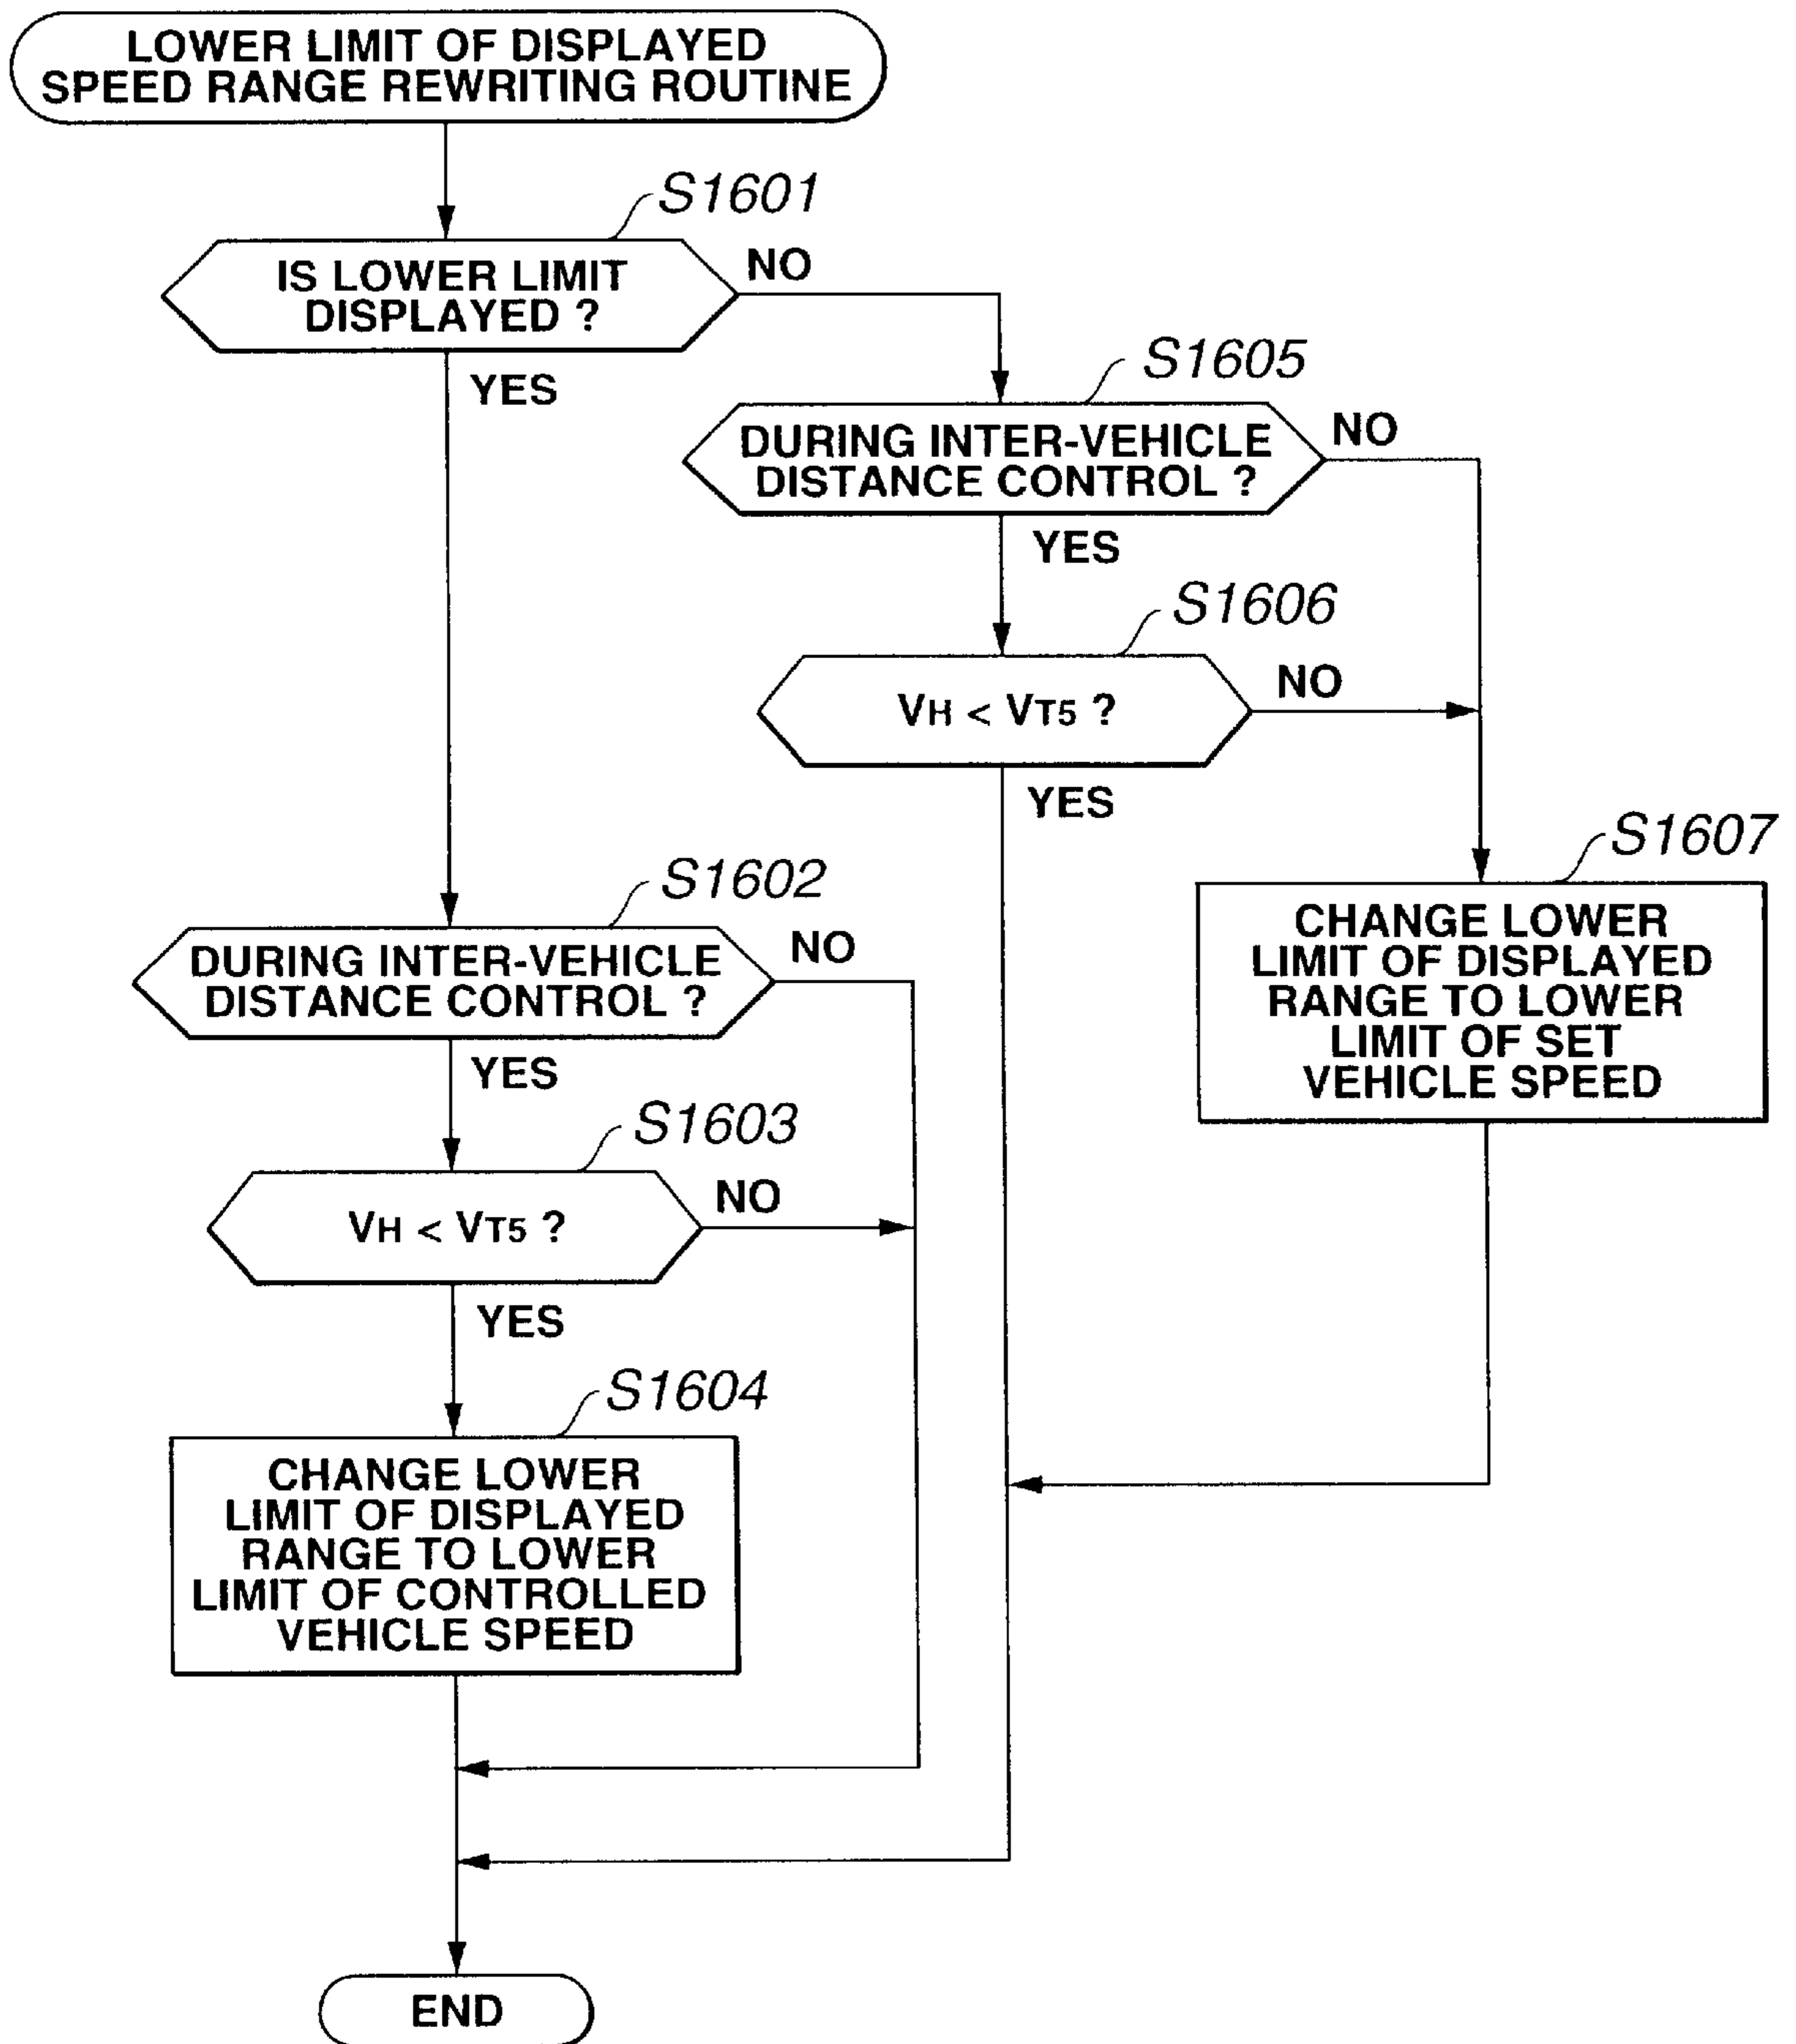 LOWER LIMIT OF DISPLAYED
SPEED RANGE REWRITING ROUTINE
S1601
IS LOWER LIMIT
DISPLAYED ?
NO
YES
S1605
DURING INTER-VEHICLE
DISTANCE CONTROL ?
NO
YES
S1606
VH < VT5 ?
NO
YES
S1607
CHANGE LOWER
LIMIT OF DISPLAYED
RANGE TO LOWER
LIMIT OF SET
VEHICLE SPEED
S1602
DURING INTER-VEHICLE
DISTANCE CONTROL ?
NO
YES
S1603
VH < VT5 ?
NO
YES
S1604
CHANGE LOWER
LIMIT OF DISPLAYED
RANGE TO LOWER
LIMIT OF CONTROLLED
VEHICLE SPEED
END